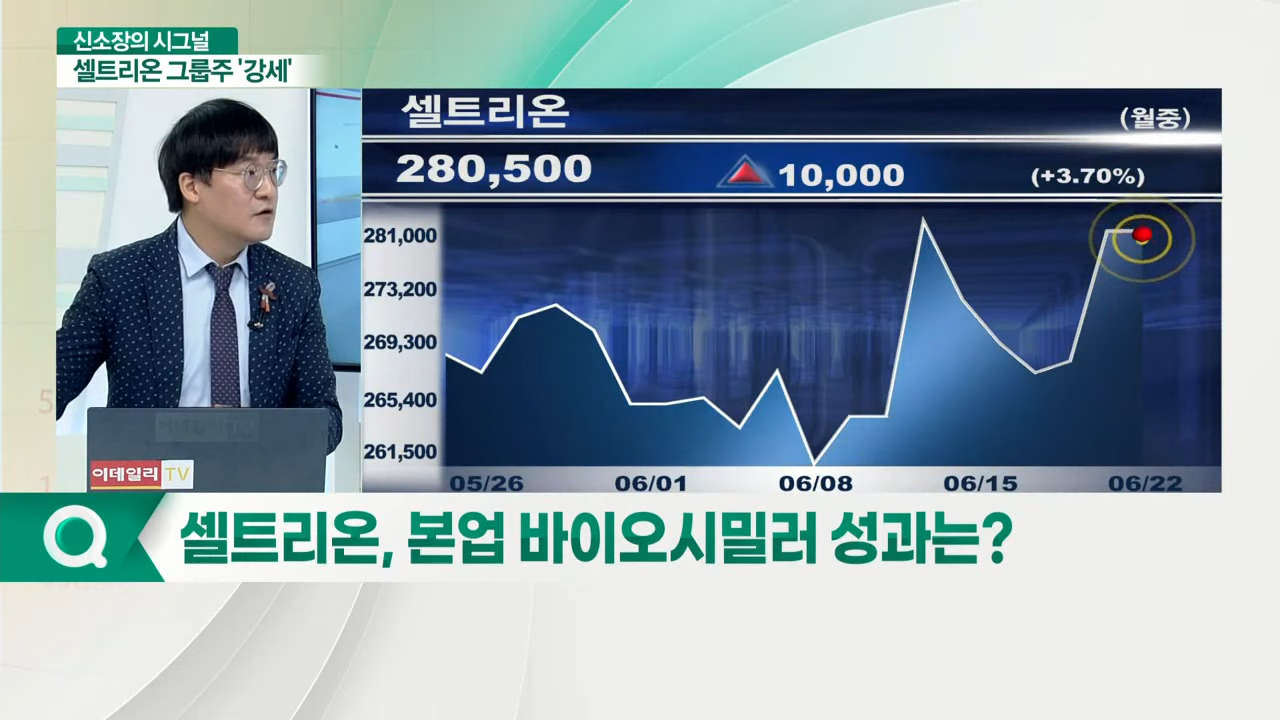 신소장의 시그널
셀트리온 그룹주 '강세'
셀트리온
(월중)
280,500 10,000 (+3.70%)
281,000
273,200
269,300
265,400
261,500
05/26 06/01 06/08 06/15 06/22
이데일리TV
셀트리온, 본업 바이오시밀러 성과는?